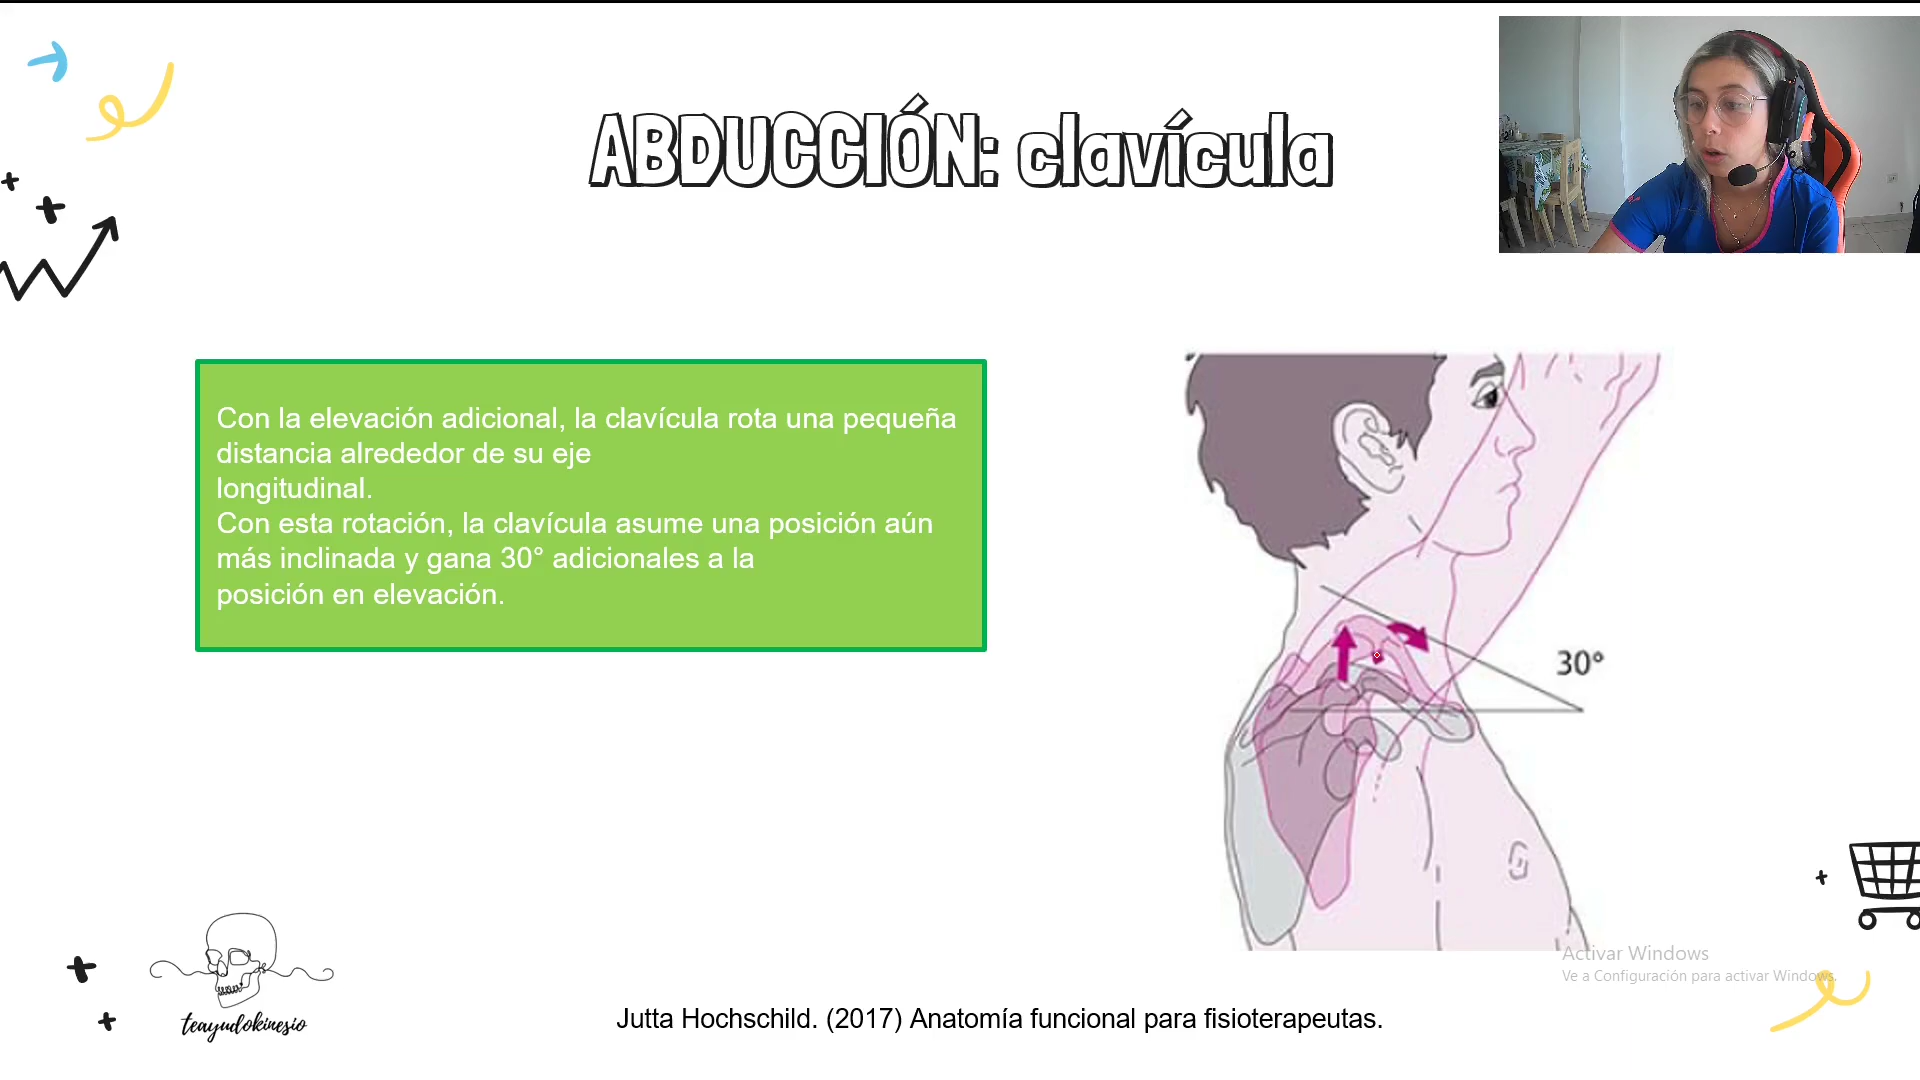 ABDUCCIÓN: clavícula
Con la elevación adicional, la clavícula rota una pequeña
distancia alrededor de su eje
longitudinal.
Con esta rotación, la clavícula asume una posición aún
más inclinada y gana 30° adicionales a la
posición en elevación.
30°
Activar Windows
Ve a Configuración para activar Windows.
teayudokinesio
Jutta Hochschild. (2017) Anatomía funcional para fisioterapeutas.